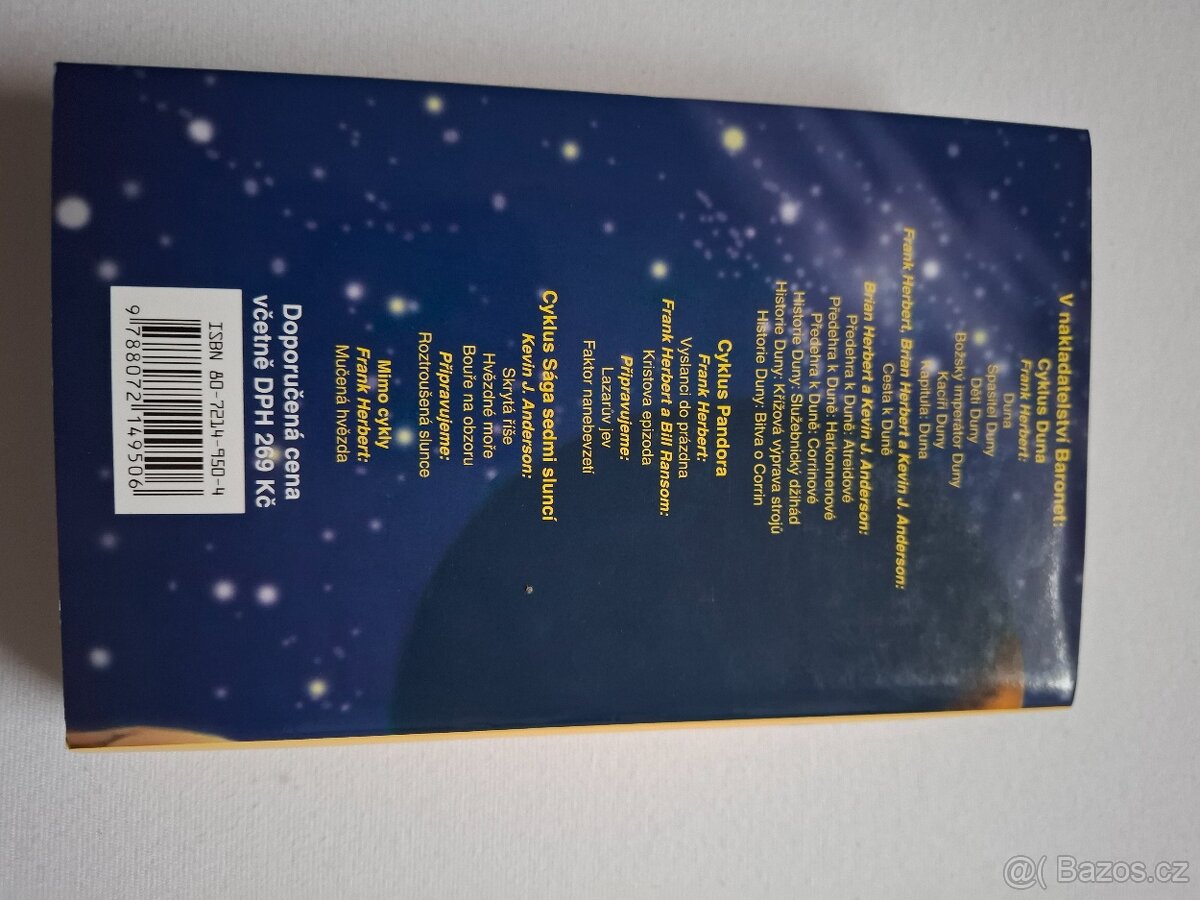 V nakladatelství Baronet:
Cyklus Duna
Frank Herbert:
Duna
Spasitel Duny
Děti Duny
Božský imperátor Duny
Kacíři Duny
Kapitula: Duna
Frank Herbert, Brian Herbert a Kevin J. Anderson:
Cesta k Duně
Brian Herbert a Kevin J. Anderson:
Předehra k Duně: Atreidové
Předehra k Duně: Harkonnenové
Předehra k Duně: Corrinové
Historie Duny: Služebnický džihád
Historie Duny: Křížová výprava strojů
Historie Duny: Bitva o Corrin
Cyklus Pandora
Frank Herbert:
Vyslanci do prázdna
Frank Herbert a Bill Ransom:
Kristova epizoda
Připravujeme:
Lazarův jev
Faktor nanebevzetí
Cyklus Sága sedmi sluncí
Kevin J. Anderson:
Skrytá říše
Hvězdné moře
Bouře na obzoru
Připravujeme:
Roztroušená slunce
Mimo cykly
Frank Herbert:
Mučená hvězda
Doporučená cena
včetně DPH 269 Kč
ISBN 80-7214-950-4
9 788072 149506
@( Bazos.cz